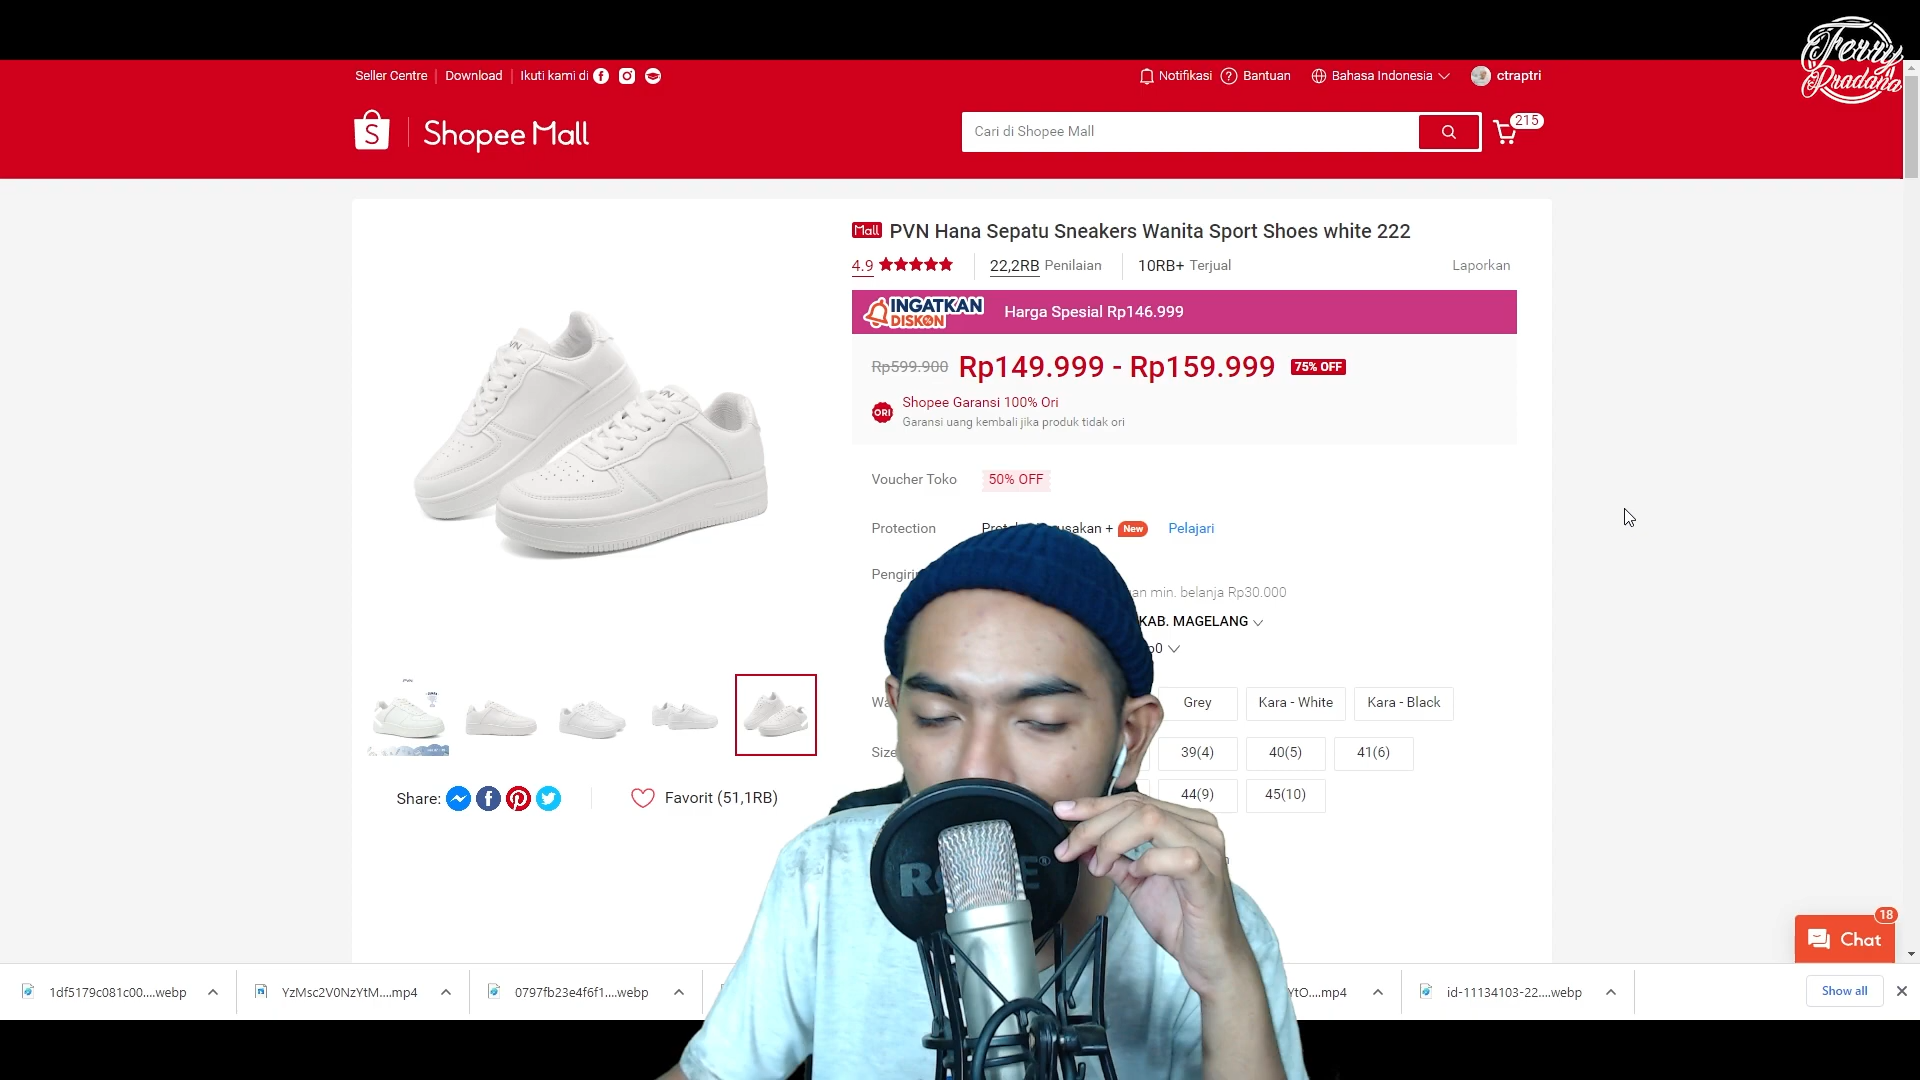 Ferry
Pradana
Seller Centre
Download
Ikuti kami di
Notifikasi
Bantuan
Bahasa Indonesia
ctraptri
Shopee Mall
Cari di Shopee Mall
215
Mall PVN Hana Sepatu Sneakers Wanita Sport Shoes white 222
4.9
22,2RB Penilaian
10RB+ Terjual
Laporkan
INGATKAN
DISKON
Harga Spesial Rp146.999
Rp599.900 Rp149.999 - Rp159.999 75% OFF
ORI
Shopee Garansi 100% Ori
Garansi uang kembali jika produk tidak ori
Voucher Toko 50% OFF
Protection
+ New Pelajari
min. belanja Rp30.000
KAB. MAGELANG
Grey Kara - White Kara - Black
39(4) 40(5) 41(6)
44(9) 45(10)
Share:
Favorit (51,1RB)
18
Chat
1df5179c081c00....webp
YzMsc2V0NzYtM....mp4
0797fb23e4f6f1....webp
YtO....mp4
id-11134103-22....webp
Show all